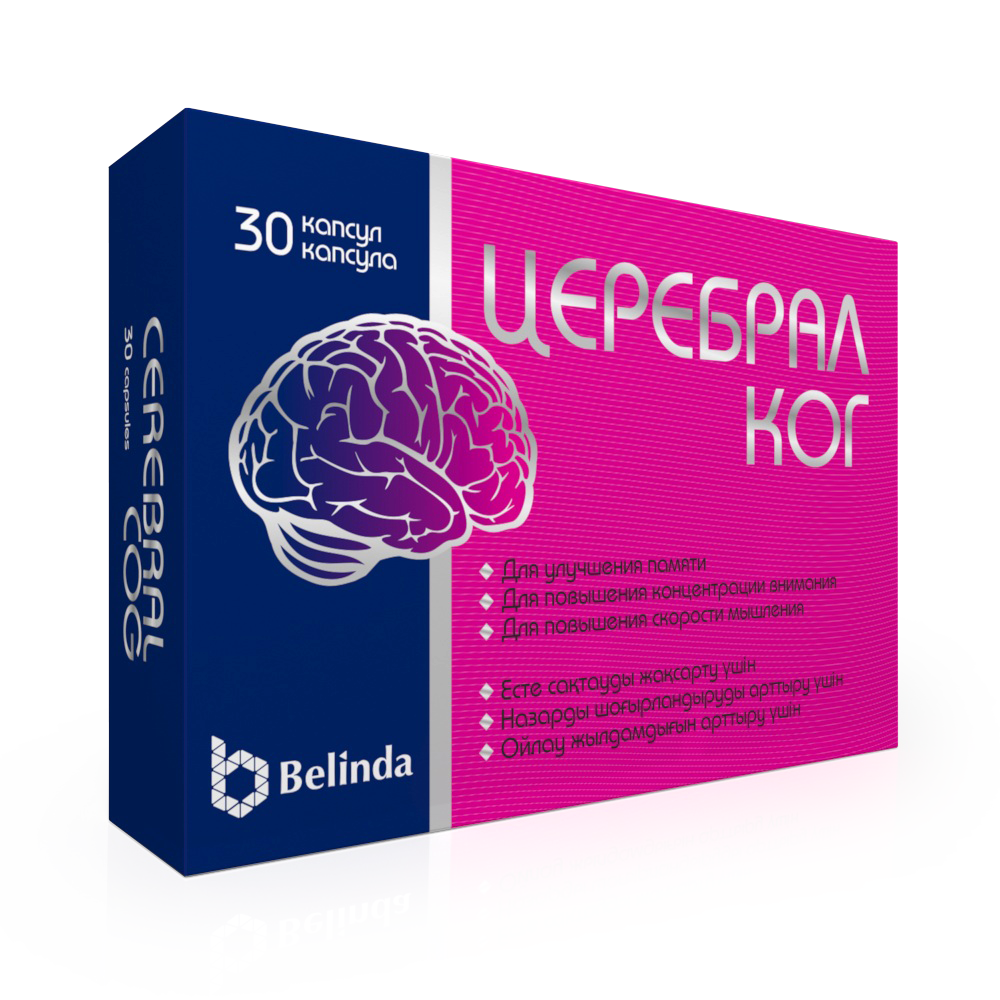 30 капсул
капсула
ЦЕРЕБРАЛ
КОГ
Для улучшения памяти
Для повышения концентрации внимания
Для повышения скорости мышления
Есте сақтауды жақсарту үшін
Назарды шоғырландыруды арттыру үшін
Ойлау жылдамдығын арттыру үшін
Belinda
CEREBRAL
COG
30 capsules